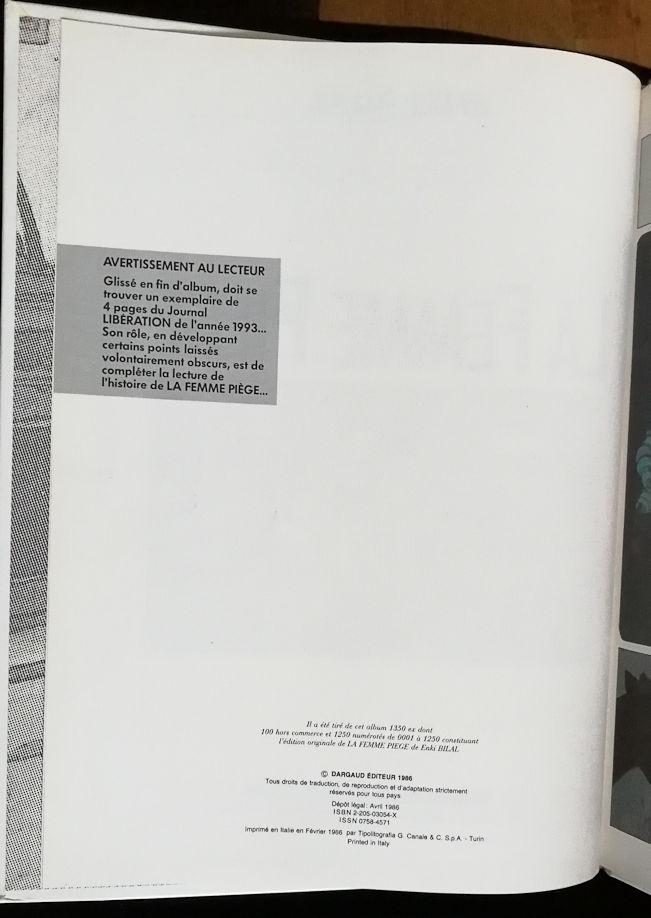 AVERTISSEMENT AU LECTEUR
Glissé en fin d'album, doit se
trouver un exemplaire de
4 pages du Journal
LIBÉRATION de l'année 1993...
Son rôle, en développant
certains points laissés
volontairement obscurs, est de
compléter la lecture de
l'histoire de LA FEMME PIÈGE...
Il a été tiré de cet album 1350 ex dont
100 hors commerce et 1250 numérotés de 0001 à 1250 constituant
l'édition originale de LA FEMME PIEGE de Enki BILAL
© DARGAUD ÉDITEUR 1986
Tous droits de traduction, de reproduction et d'adaptation strictement
réservés pour tous pays
Dépôt légal: Avril 1986
ISBN 2-205-03054-X
ISSN 0758-4571
Imprimé en Italie en Février 1986 par Tipolitografia G. Canale & C. S.p.A. - Turin
Printed in Italy